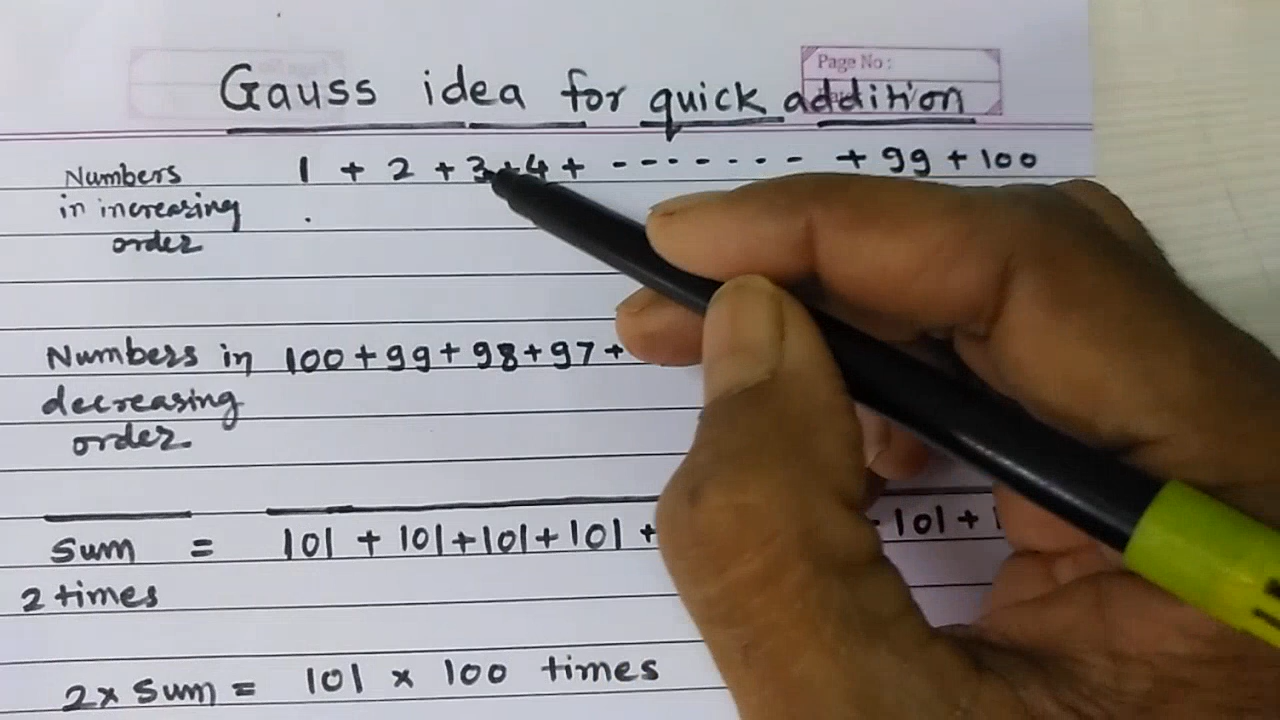 Page No :
Gauss idea for quick addition
Numbers in increasing order
1 + 2 + 3 + 4 + - - - - - - - + 99 + 100
Numbers in decreasing order.
100 + 99 + 98 + 97 +
Sum 2 times = 101 + 101 + 101 + 101 + 101 +
2 x Sum = 101 x 100 times